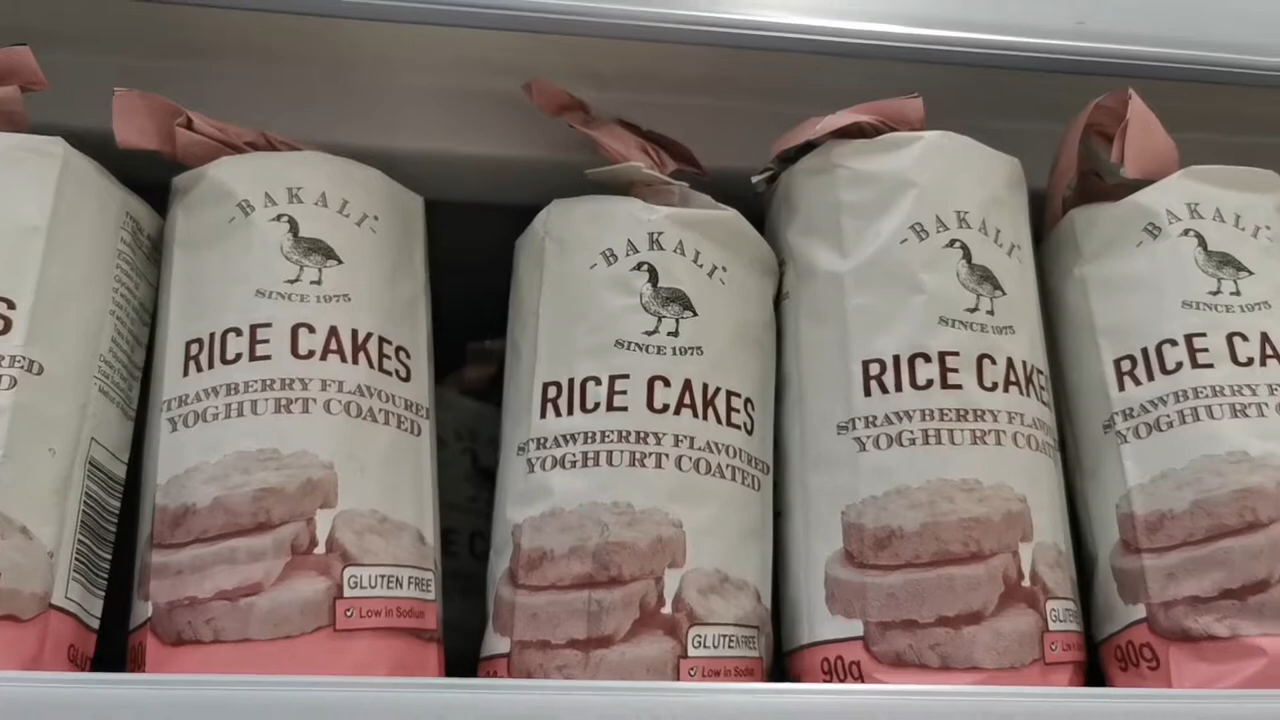 BAKALI
SINCE 1975
RICE CAKES
STRAWBERRY FLAVOURED
YOGHURT COATED
GLUTEN FREE
Low in Sodium
BAKALI
SINCE 1975
RICE CAKES
STRAWBERRY FLAVOURED
YOGHURT COATED
GLUTEN FREE
Low in Sodium
BAKALI
SINCE 1975
RICE CAKES
STRAWBERRY FLAVO
YOGHURT COAT
90g
BAKALI
SINCE 1975
RICE CA
STRAWBERRY F
YOGHURT C
90g